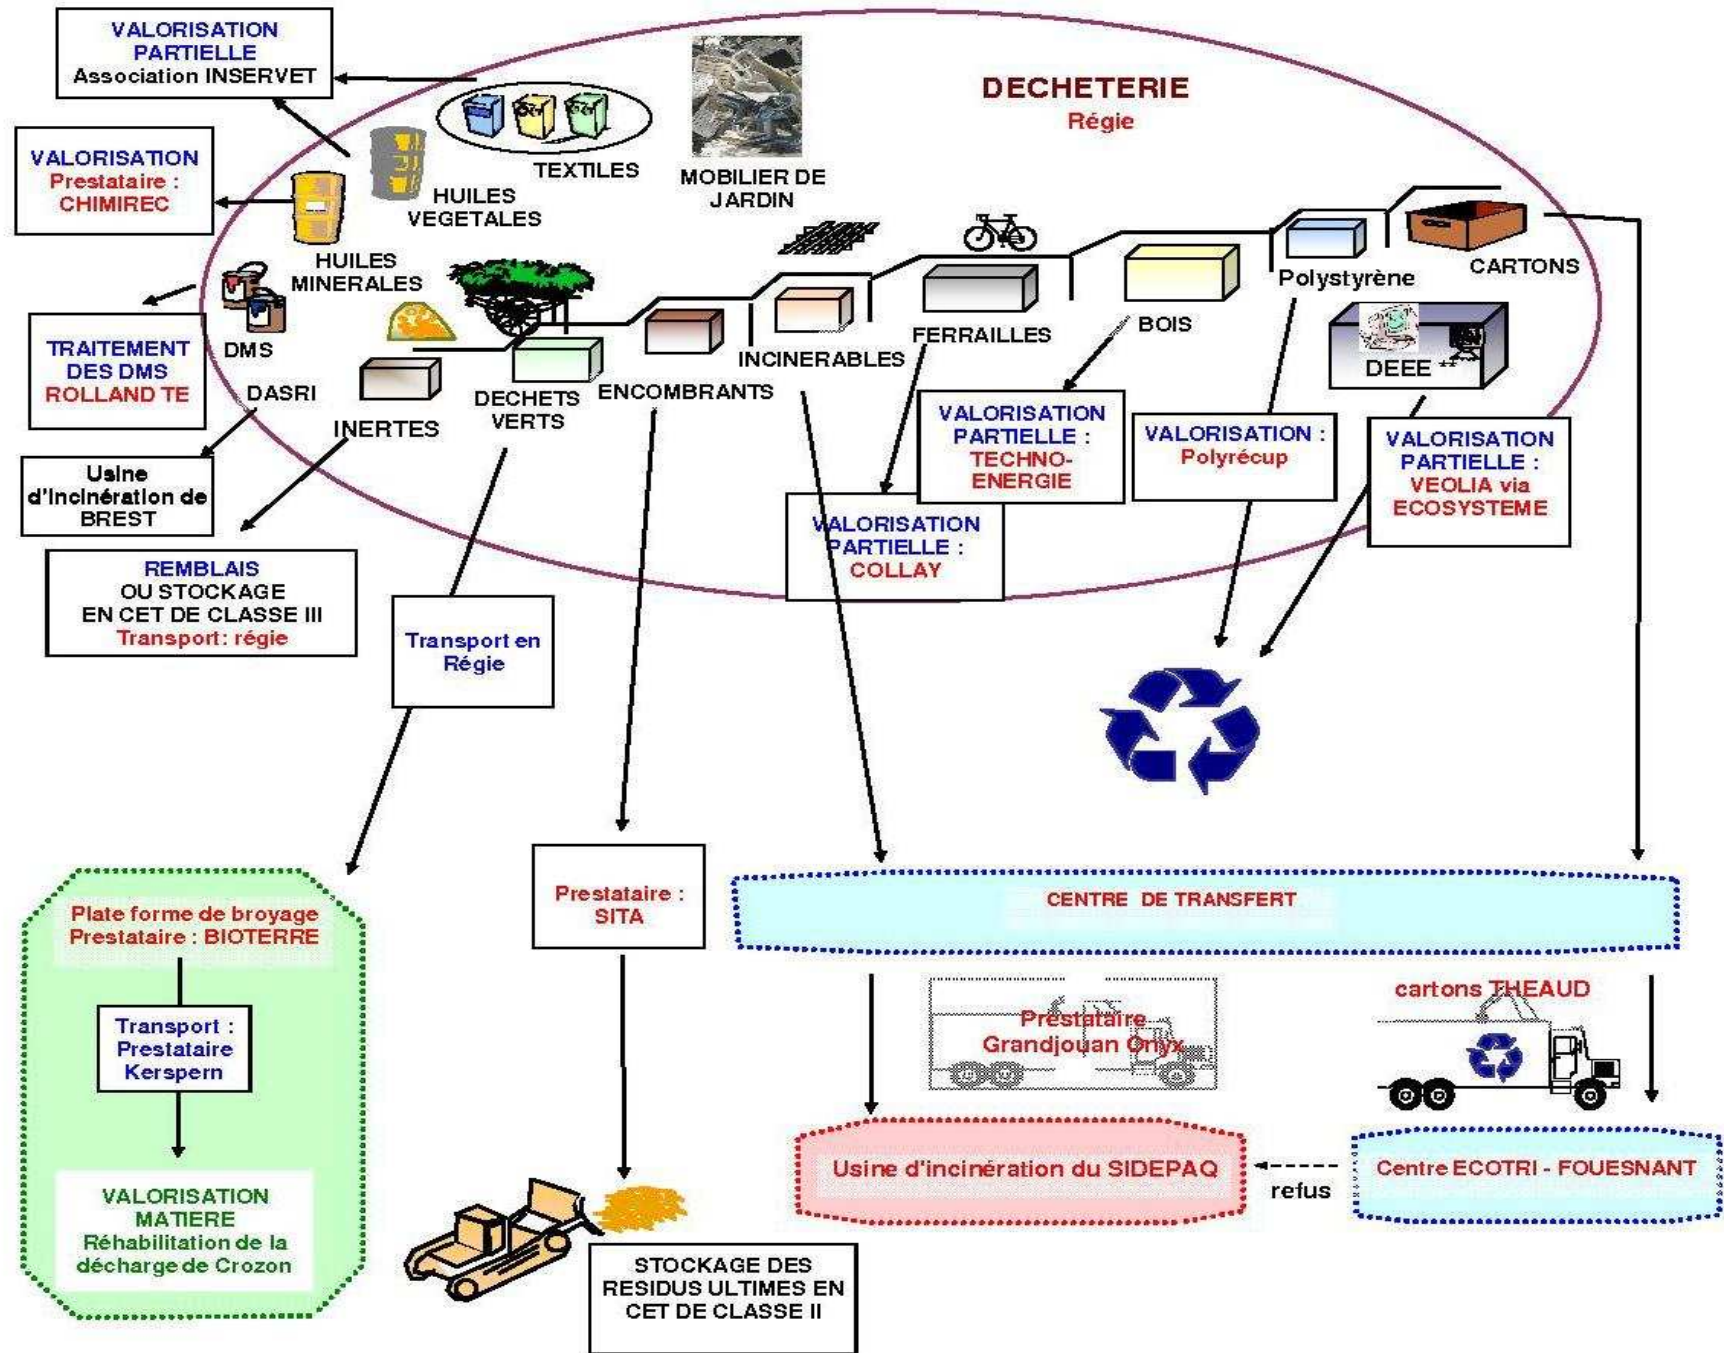 VALORISATION
PARTIELLE
Association INSERVET
DECHETERIE
Régie
TEXTILES
MOBILIER DE
JARDIN
VALORISATION
Prestataire :
CHIMIREC
HUILES
VEGETALES
HUILES
MINERALES
CARTONS
Polystyrène
BOIS
FERRAILLES
INCINERABLES
DEEE **
DMS
TRAITEMENT
DES DMS
ROLLAND TE
DASRI
INERTES
DECHETS
VERTS
ENCOMBRANTS
VALORISATION
PARTIELLE :
TECHNO-
ENERGIE
VALORISATION :
Polyrécup
VALORISATION
PARTIELLE :
VEOLIA via
ECOSYSTEME
Usine
d'Incinération de
BREST
VALORISATION
PARTIELLE :
COLLAY
REMBLAIS
OU STOCKAGE
EN CET DE CLASSE III
Transport: régie
Transport en
Régie
Prestataire :
SITA
CENTRE DE TRANSFERT
Plate forme de broyage
Prestataire : BIOTERRE
Transport :
Prestataire
Kerspern
VALORISATION
MATIERE
Réhabilitation de la
décharge de Crozon
Prestataire
Grandjouan Onyx
cartons THEAUD
Usine d'incinération du SIDEPAQ
refus
Centre ECOTRI - FOUESNANT
STOCKAGE DES
RESIDUS ULTIMES EN
CET DE CLASSE II